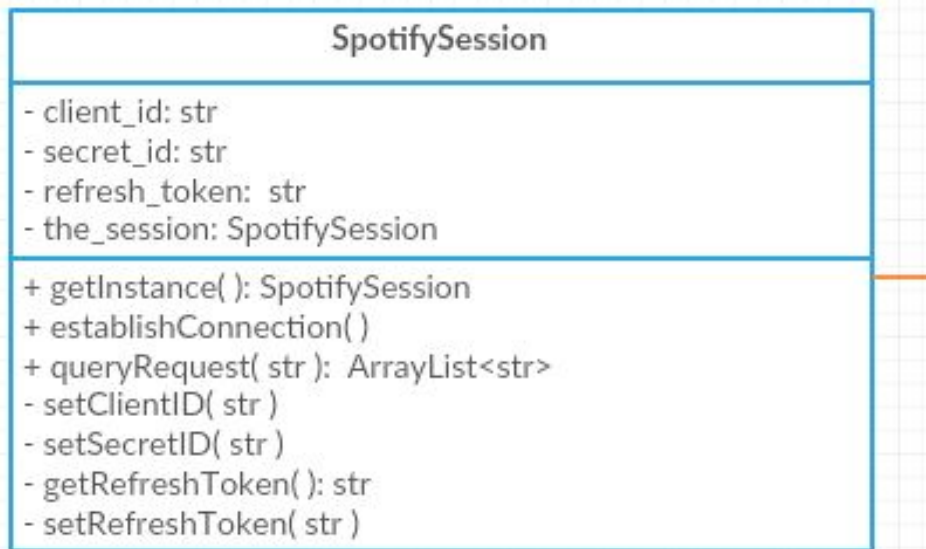 SpotifySession
- client_id: str
- secret_id: str
- refresh_token:  str
- the_session: SpotifySession
+ getInstance( ): SpotifySession
+ establishConnection( )
+ queryRequest( str ):  ArrayList<str>
- setClientID( str )
- setSecretID( str )
- getRefreshToken( ): str
- setRefreshToken( str )